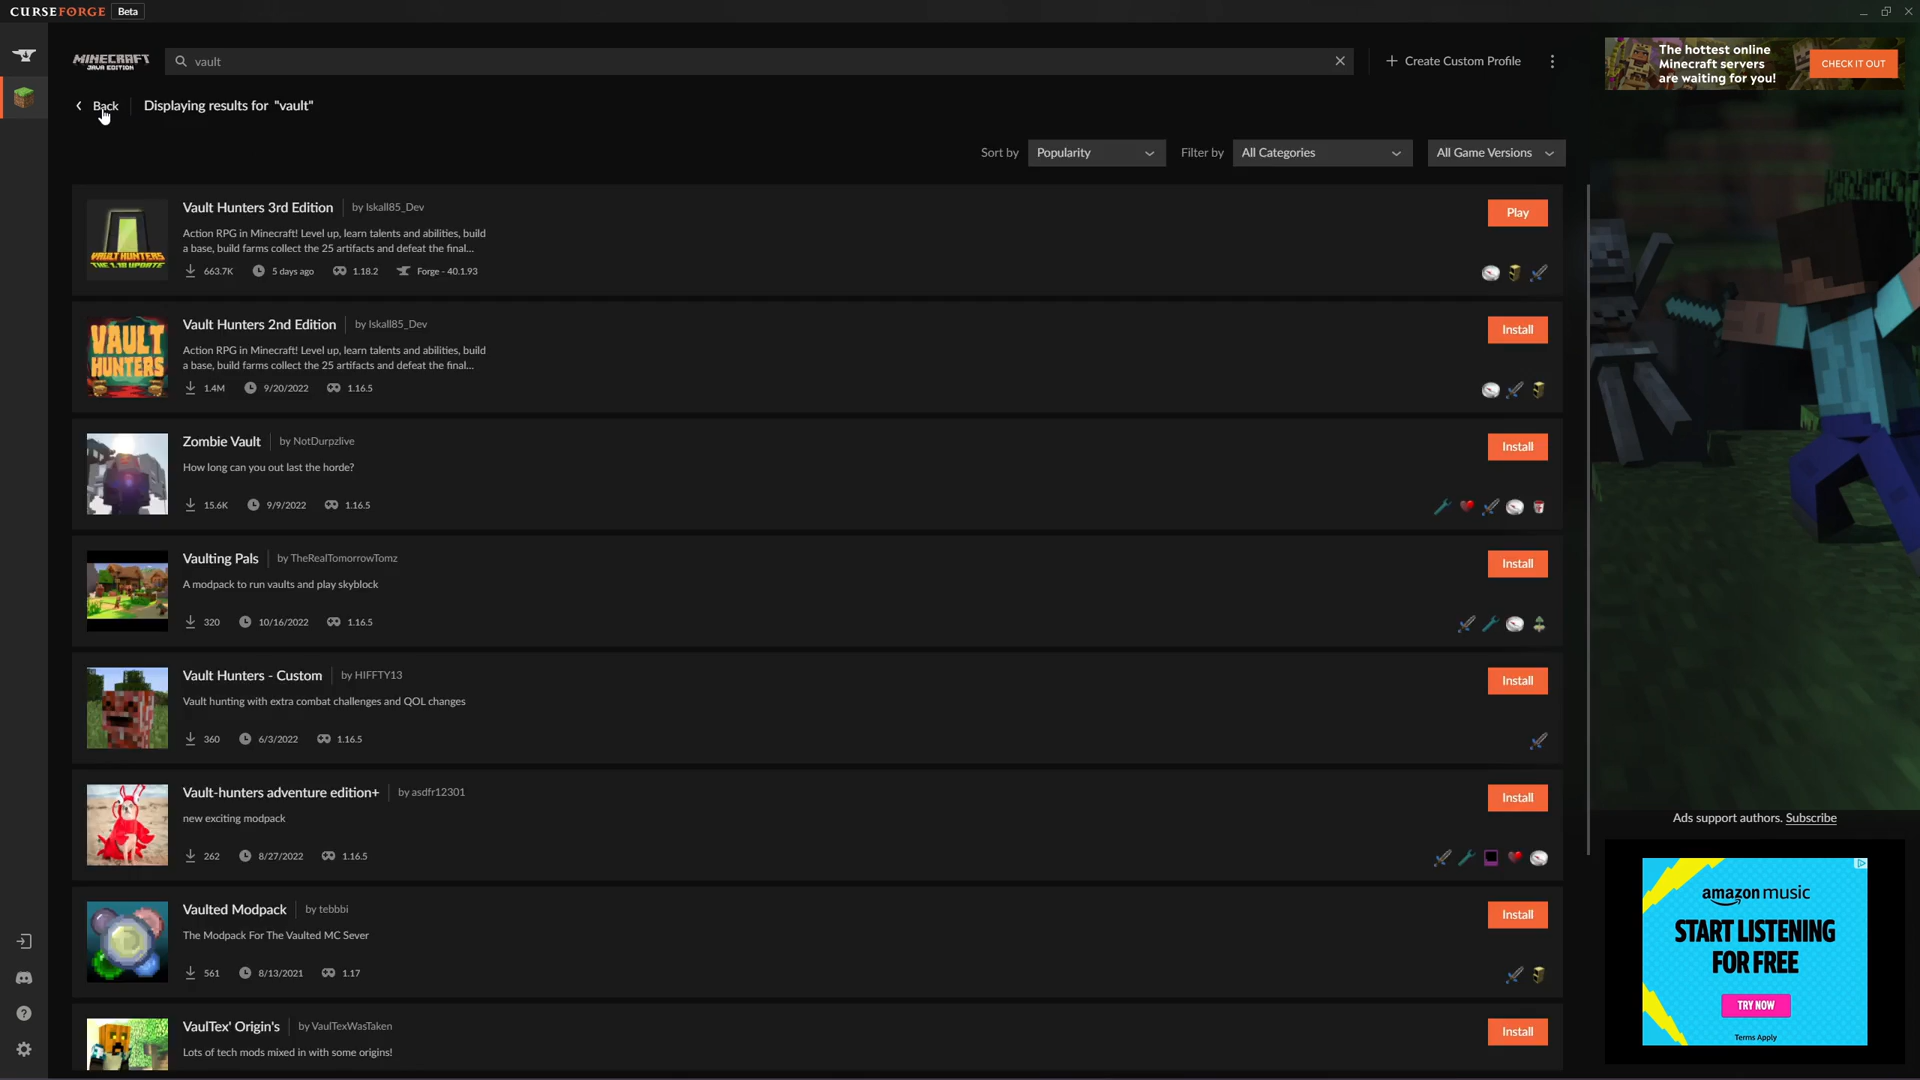 CURSEFORGE Beta
MINECRAFT
JAVA EDITION
vault
Create Custom Profile
The hottest online
Minecraft servers
are waiting for you!
CHECK IT OUT
Back
Displaying results for "vault"
Sort by
Popularity
Filter by
All Categories
All Game Versions
Vault Hunters 3rd Edition
by Iskall85_Dev
Play
Action RPG in Minecraft! Level up, learn talents and abilities, build
a base, build farms collect the 25 artifacts and defeat the final...
663.7K
5 days ago
1.18.2
Forge - 40.1.93
VAULT HUNTERS
THE 1.18 UPDATE
Vault Hunters 2nd Edition
by Iskall85_Dev
Install
Action RPG in Minecraft! Level up, learn talents and abilities, build
a base, build farms collect the 25 artifacts and defeat the final...
1.4M
9/20/2022
1.16.5
VAULT
HUNTERS
Zombie Vault
by NotDurpzlive
Install
How long can you out last the horde?
15.6K
9/9/2022
1.16.5
Vaulting Pals
by TheRealTomorrowTomz
Install
A modpack to run vaults and play skyblock
320
10/16/2022
1.16.5
Vault Hunters - Custom
by HIFFTY13
Install
Vault hunting with extra combat challenges and QOL changes
360
6/3/2022
1.16.5
Vault-hunters adventure edition+
by asdfr12301
Install
new exciting modpack
262
8/27/2022
1.16.5
Vaulted Modpack
by tebbbi
Install
The Modpack For The Vaulted MC Sever
561
8/13/2021
1.17
VaulTex' Origin's
by VaulTexWasTaken
Install
Lots of tech mods mixed in with some origins!
Ads support authors. Subscribe
amazon music
START LISTENING
FOR FREE
TRY NOW
Terms Apply